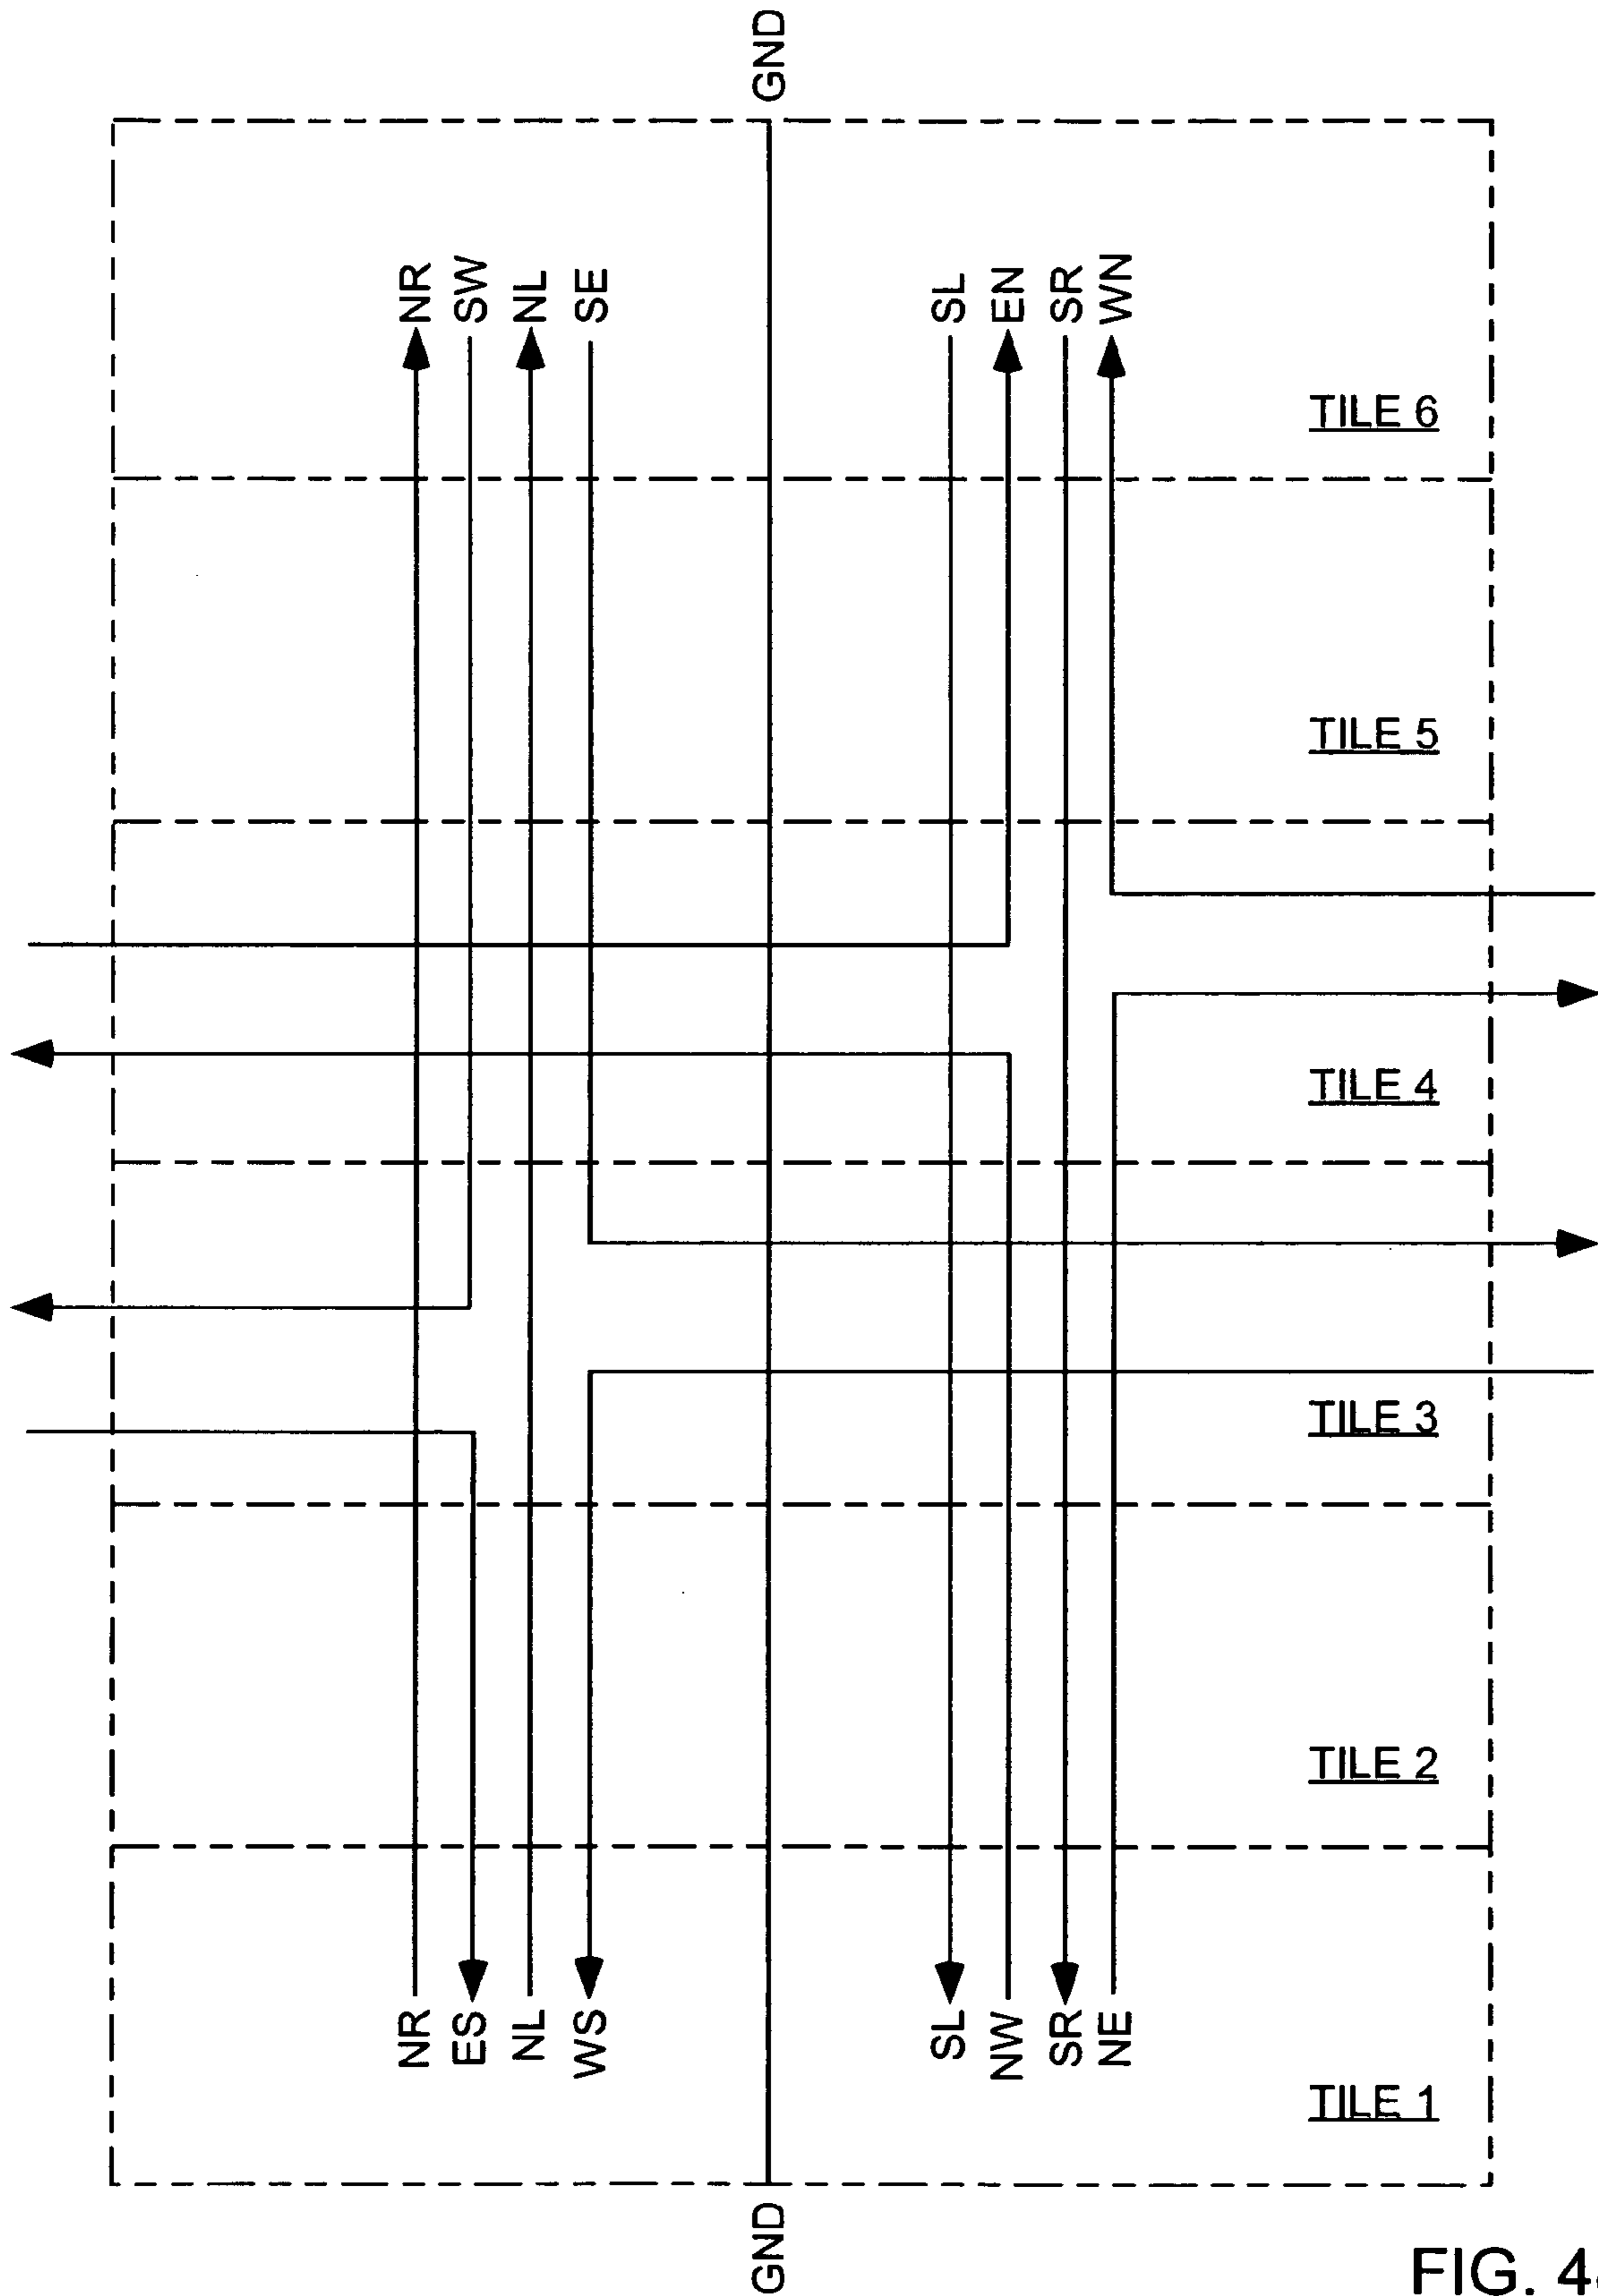 GND
NR
SW
NL
SE
SL
EN
SR
WN
TILE 6
TILE 5
TILE 4
TILE 3
TILE 2
TILE 1
NR
ES
NL
WS
SL
NW
SR
NE
GND
FIG. 4